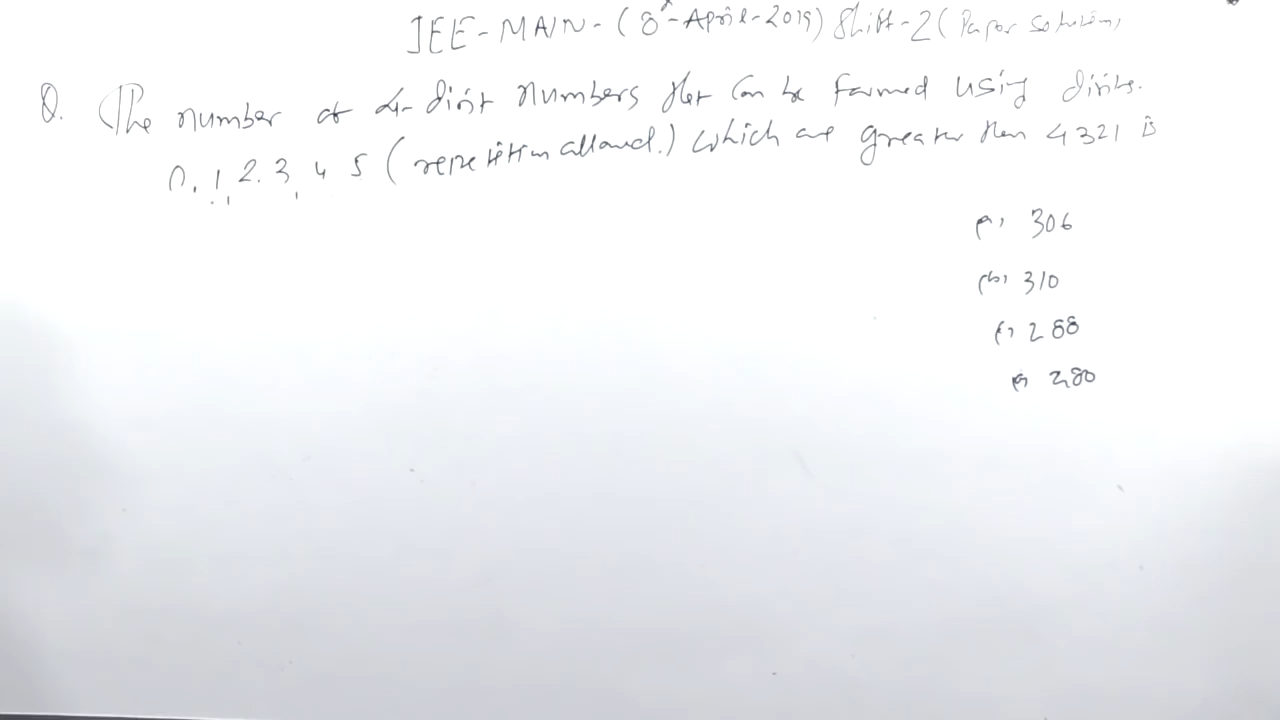 JEE-MAIN-(8-April-2019) Shift-2 (Paper solution)
Q. The number of 4-digit numbers that can be formed using digits.
0, 1, 2, 3, 4 5 (repetition allowed.) which are greater then 4321 is
(a), 306
(b), 310
(c), 288
280